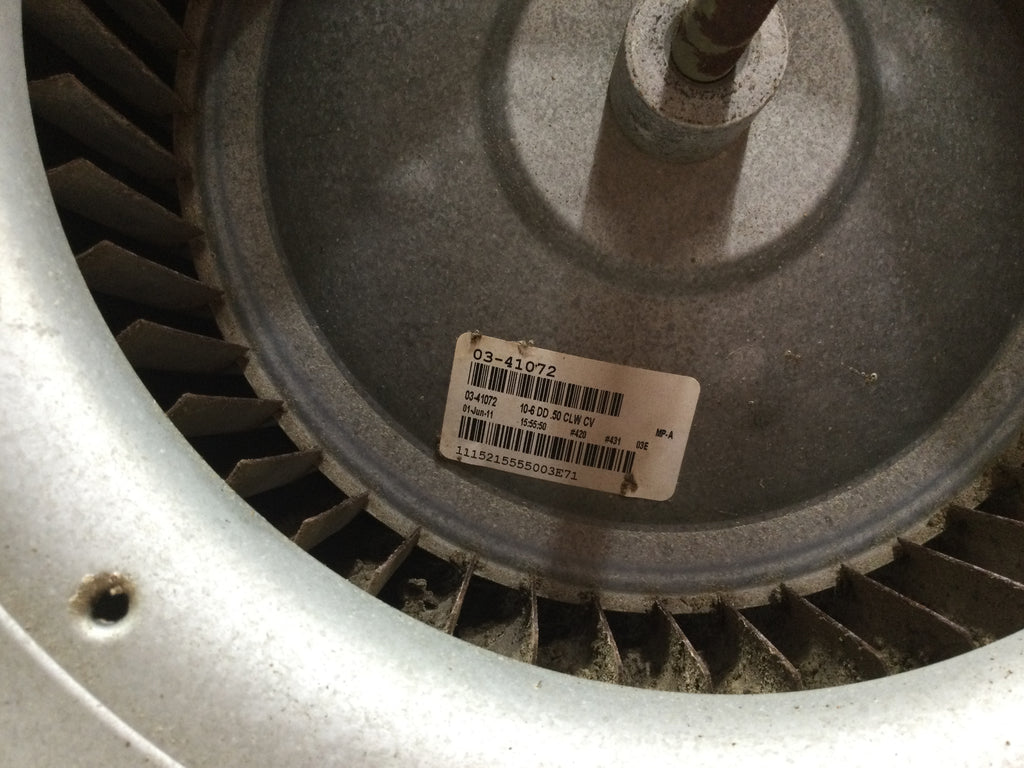 03-41072
03-41072 10-6 DD .50 CLW CV MP-A
01-Jun-11 15:55:50 #420 #431 03E
1115215555003E71